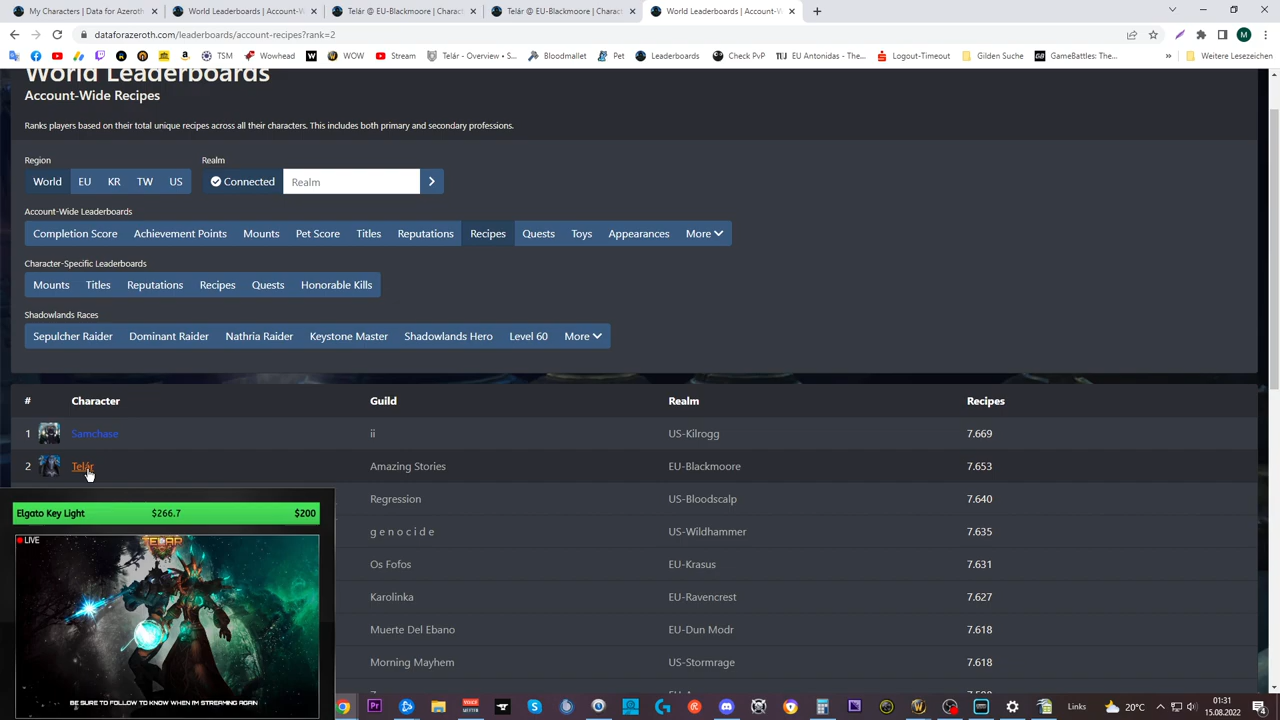 My Characters | Data for Azeroth
World Leaderboards | Account-W
Telár @ EU-Blackmoore | Charact
Telár @ EU-Blackmoore | Charact
World Leaderboards | Account-W
dataforazeroth.com/leaderboards/account-recipes?rank=2
TSM
WOW
Stream
Telár - Overview • S...
Bloodmallet
Pet
Leaderboards
Check PvP
EU Antonidas - The...
Logout-Timeout
Gilden Suche
GameBattles: The...
Weitere Lesezeichen
World Leaderboards
Account-Wide Recipes
Ranks players based on their total unique recipes across all their characters. This includes both primary and secondary professions.
Region
Realm
World EU KR TW US
Connected
Realm
Account-Wide Leaderboards
Completion Score Achievement Points Mounts Pet Score Titles Reputations Recipes Quests Toys Appearances More
Character-Specific Leaderboards
Mounts Titles Reputations Recipes Quests Honorable Kills
Shadowlands Races
Sepulcher Raider Dominant Raider Nathria Raider Keystone Master Shadowlands Hero Level 60 More
# Character Guild Realm Recipes
1 Samchase ii US-Kilrogg 7.669
2 Telár Amazing Stories EU-Blackmoore 7.653
Regression US-Bloodscalp 7.640
g e n o c i d e US-Wildhammer 7.635
Os Fofos EU-Krasus 7.631
Karolinka EU-Ravencrest 7.627
Muerte Del Ebano EU-Dun Modr 7.618
Morning Mayhem US-Stormrage 7.618
Elgato Key Light $266.7 $200
LIVE
TELAR
BE SURE TO FOLLOW TO KNOW WHEN I'M STREAMING AGAIN
Links
20°C
01:31
15.08.2022